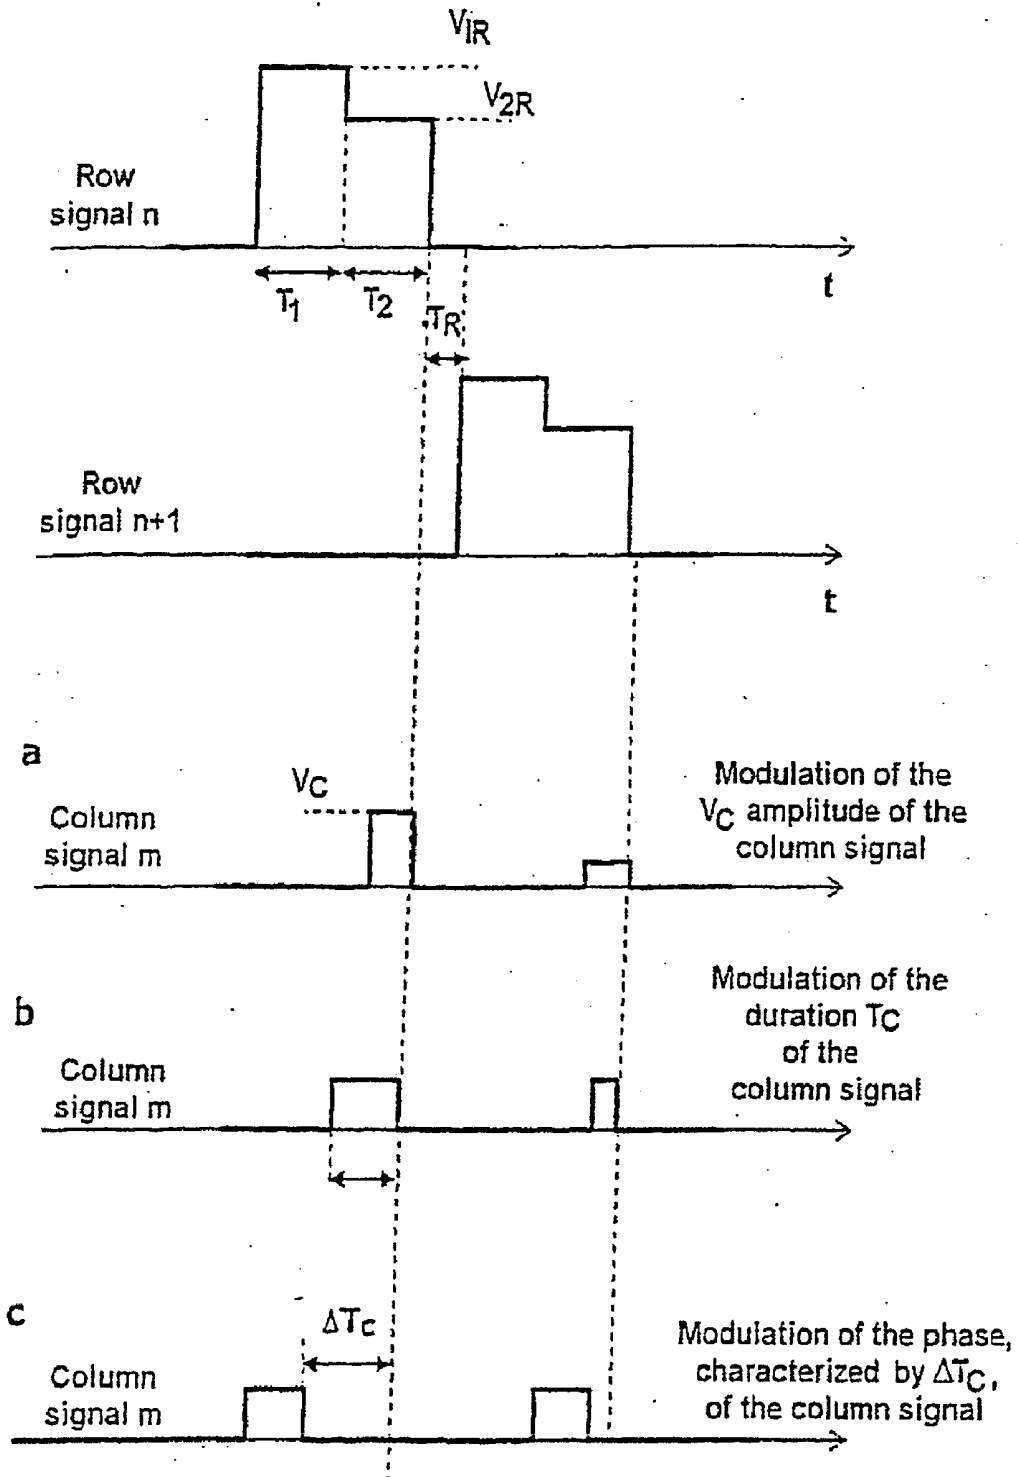 V1R
V2R
Row
signal n
t
T1
T2
TR
Row
signal n+1
t
a
VC
Column
signal m
Modulation of the
VC amplitude of the
column signal
b
Column
signal m
Modulation of the
duration TC
of the
column signal
c
ΔTc
Column
signal m
Modulation of the phase,
characterized by ΔTC,
of the column signal